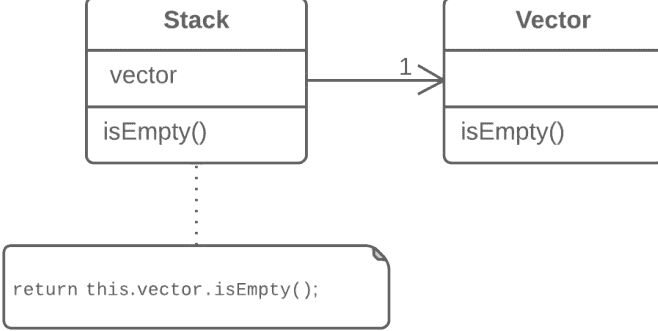 Stack
vector
isEmpty()
1
Vector
isEmpty()
return this.vector.isEmpty();